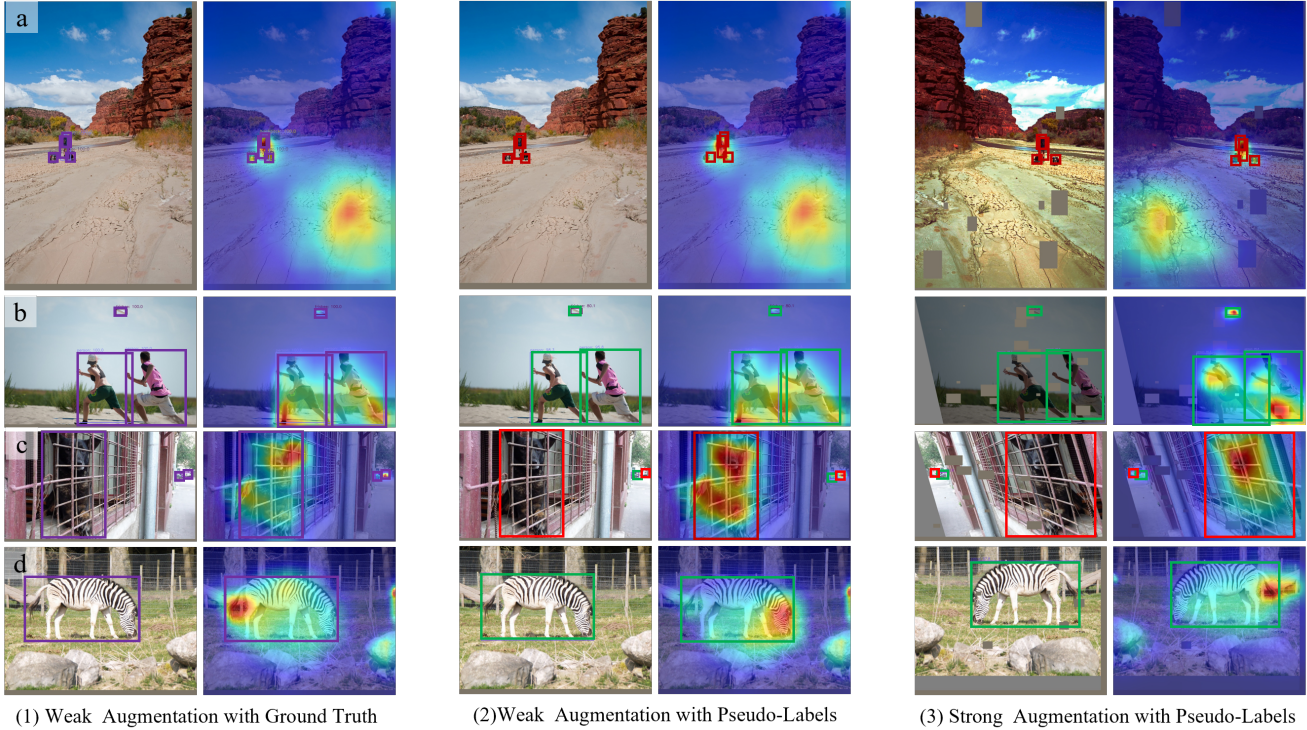 a
b
c
d
(1) Weak Augmentation with Ground Truth
(2)Weak Augmentation with Pseudo-Labels
(3) Strong Augmentation with Pseudo-Labels